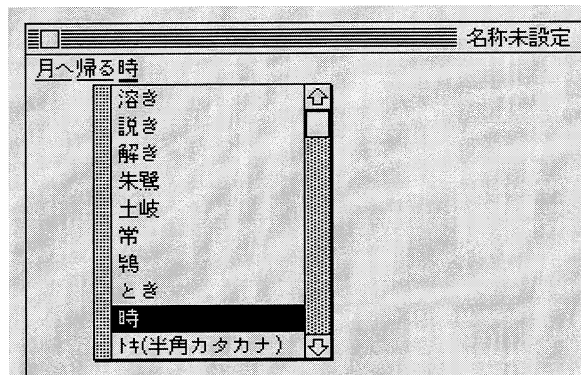 名称未設定
月へ帰る時
溶き
説き
解き
朱鷺
土岐
常
鴇
とき
時
ﾄｷ(半角カタカナ)